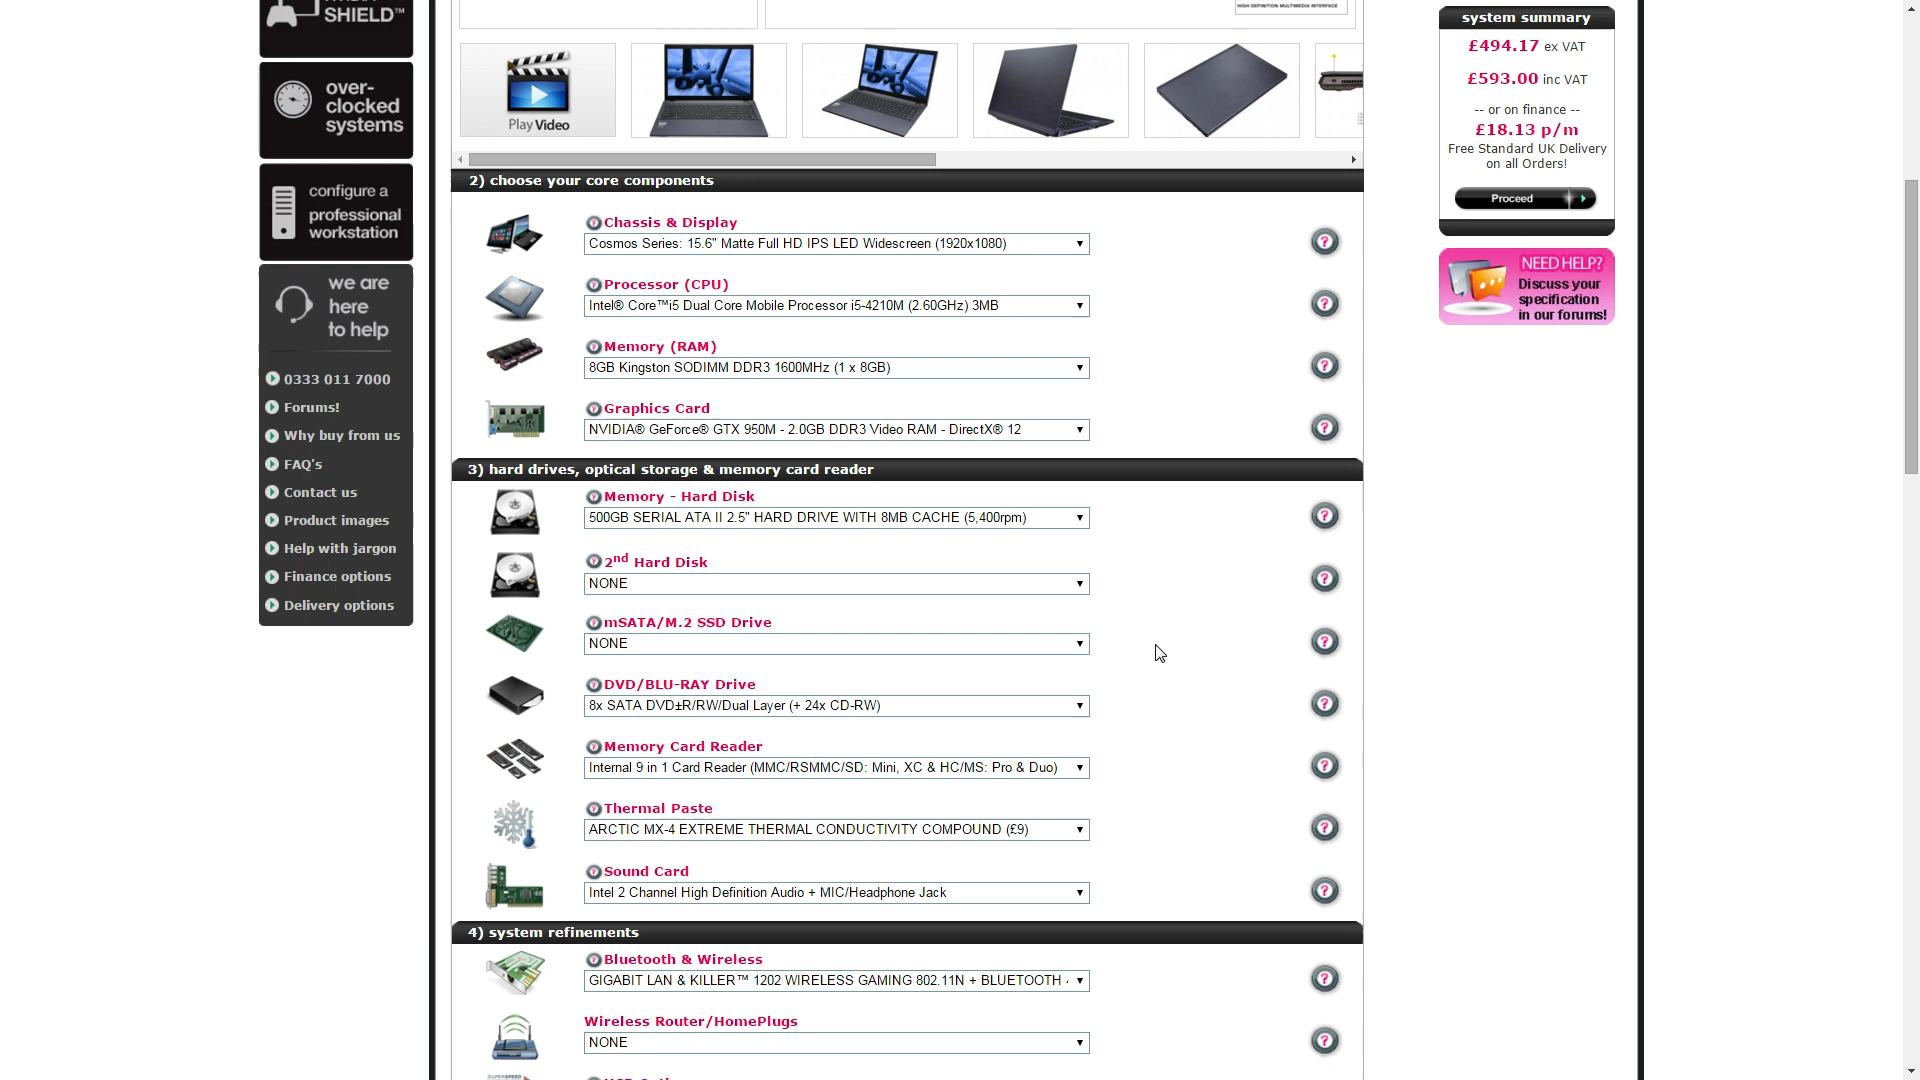 SHIELD™
over-
clocked
systems
configure a
professional
workstation
we are
here
to help
0333 011 7000
Forums!
Why buy from us
FAQ's
Contact us
Product images
Help with jargon
Finance options
Delivery options
HIGH-DEFINITION MULTIMEDIA INTERFACE
Play Video
2) choose your core components
Chassis & Display
Cosmos Series: 15.6" Matte Full HD IPS LED Widescreen (1920x1080)
Processor (CPU)
Intel® Core™i5 Dual Core Mobile Processor i5-4210M (2.60GHz) 3MB
Memory (RAM)
8GB Kingston SODIMM DDR3 1600MHz (1 x 8GB)
Graphics Card
NVIDIA® GeForce® GTX 950M - 2.0GB DDR3 Video RAM - DirectX® 12
3) hard drives, optical storage & memory card reader
Memory - Hard Disk
500GB SERIAL ATA II 2.5" HARD DRIVE WITH 8MB CACHE (5,400rpm)
2nd Hard Disk
NONE
mSATA/M.2 SSD Drive
NONE
DVD/BLU-RAY Drive
8x SATA DVD±R/RW/Dual Layer (+ 24x CD-RW)
Memory Card Reader
Internal 9 in 1 Card Reader (MMC/RSMMC/SD: Mini, XC & HC/MS: Pro & Duo)
Thermal Paste
ARCTIC MX-4 EXTREME THERMAL CONDUCTIVITY COMPOUND (£9)
Sound Card
Intel 2 Channel High Definition Audio + MIC/Headphone Jack
4) system refinements
Bluetooth & Wireless
GIGABIT LAN & KILLER™ 1202 WIRELESS GAMING 802.11N + BLUETOOTH
Wireless Router/HomePlugs
NONE
system summary
£494.17 ex VAT
£593.00 inc VAT
-- or on finance --
£18.13 p/m
Free Standard UK Delivery
on all Orders!
Proceed
NEED HELP?
Discuss your
specification
in our forums!